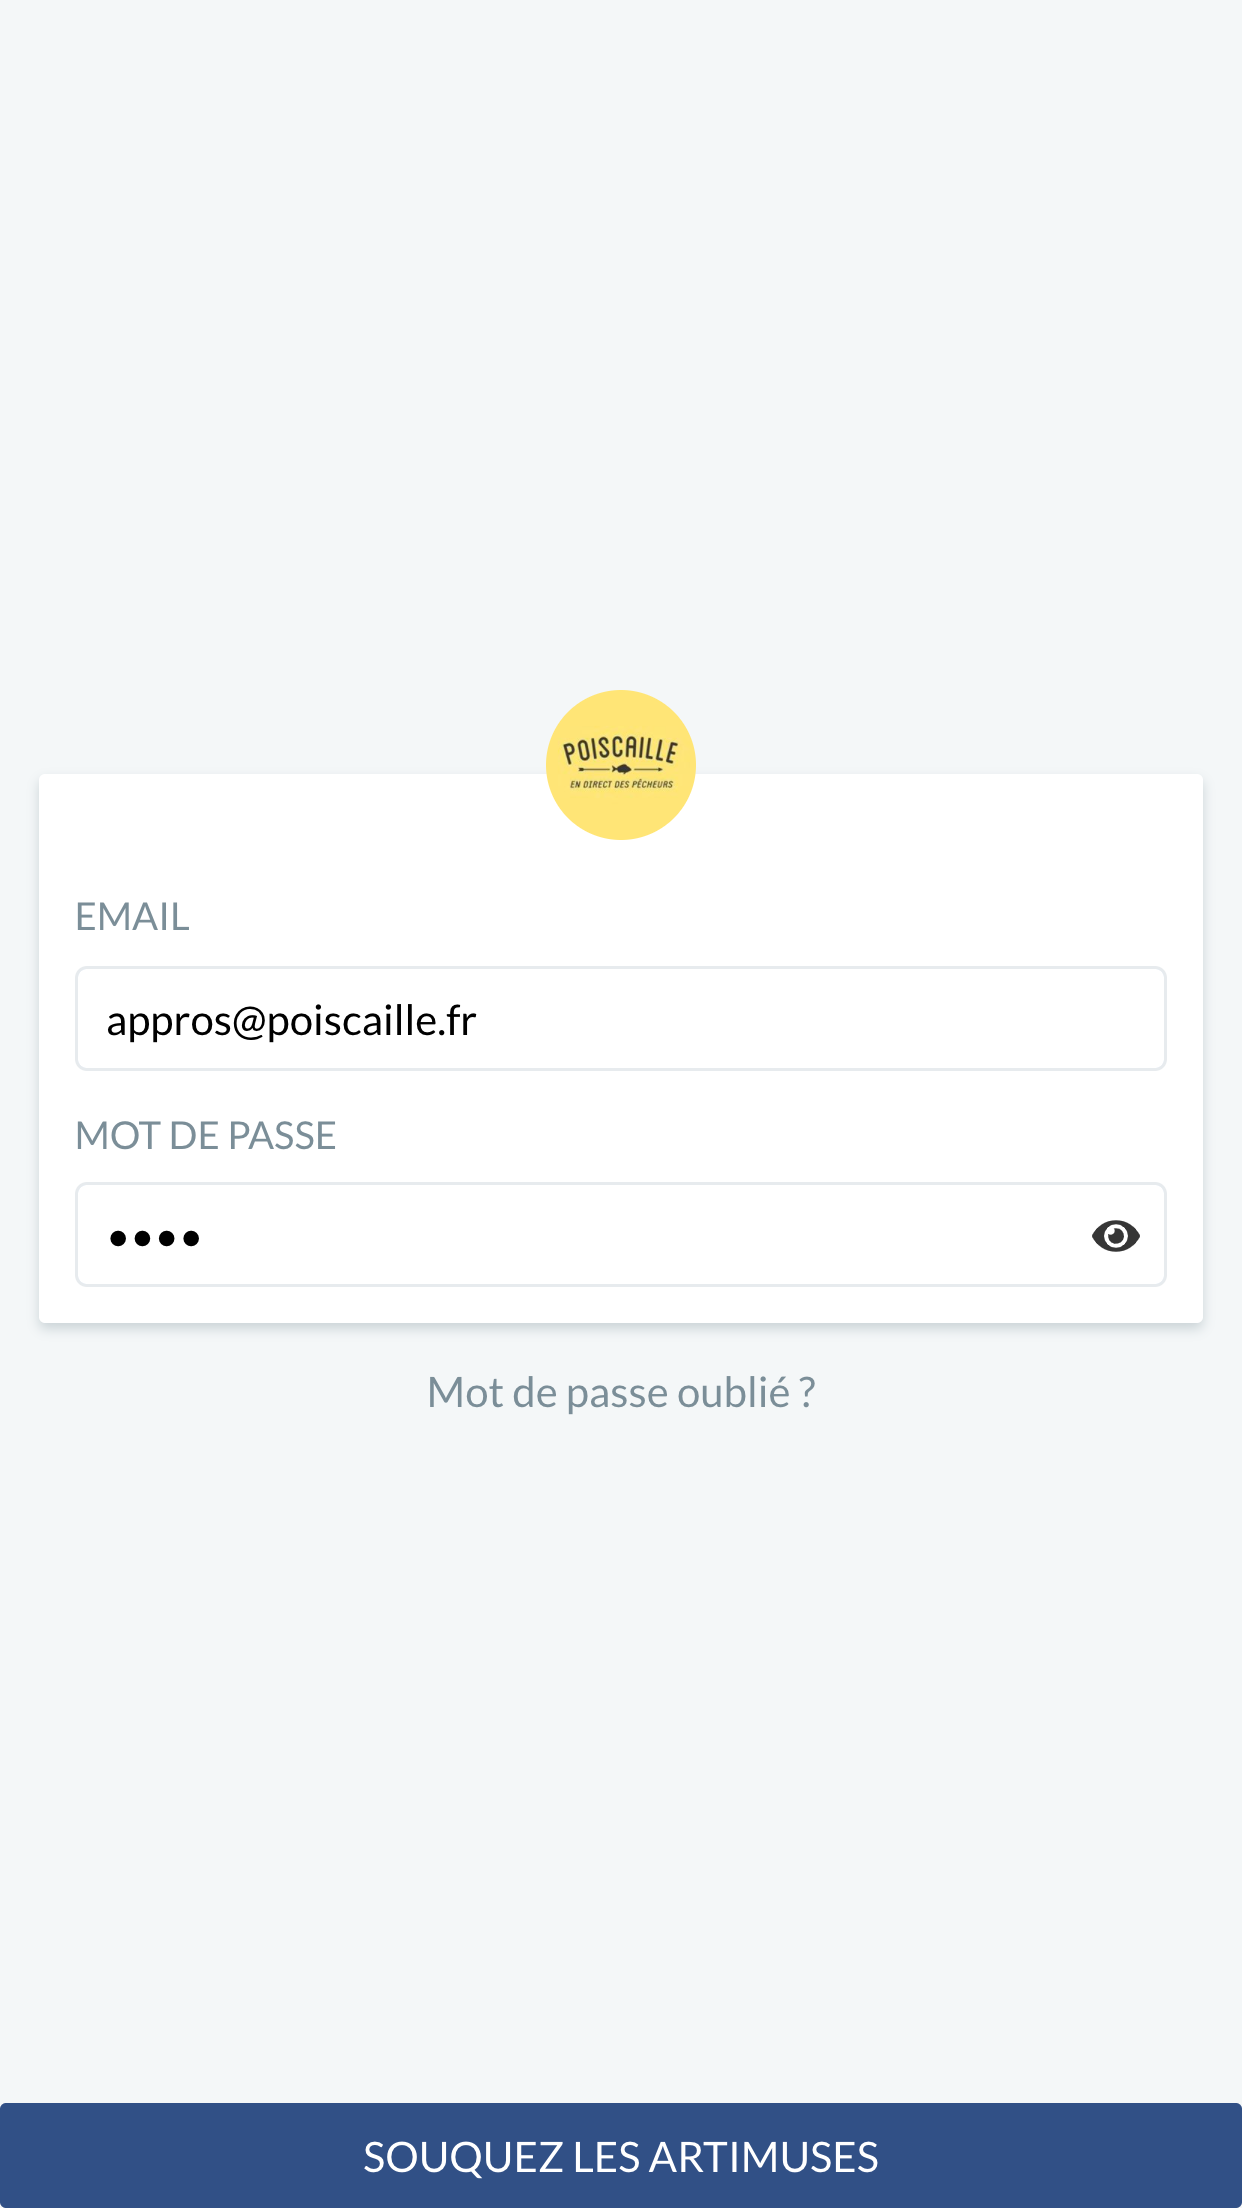 POISCAILLE
EN DIRECT DES PÊCHEURS
EMAIL
appros@poiscaille.fr
MOT DE PASSE
••••
Mot de passe oublié ?
SOUQUEZ LES ARTIMUSES